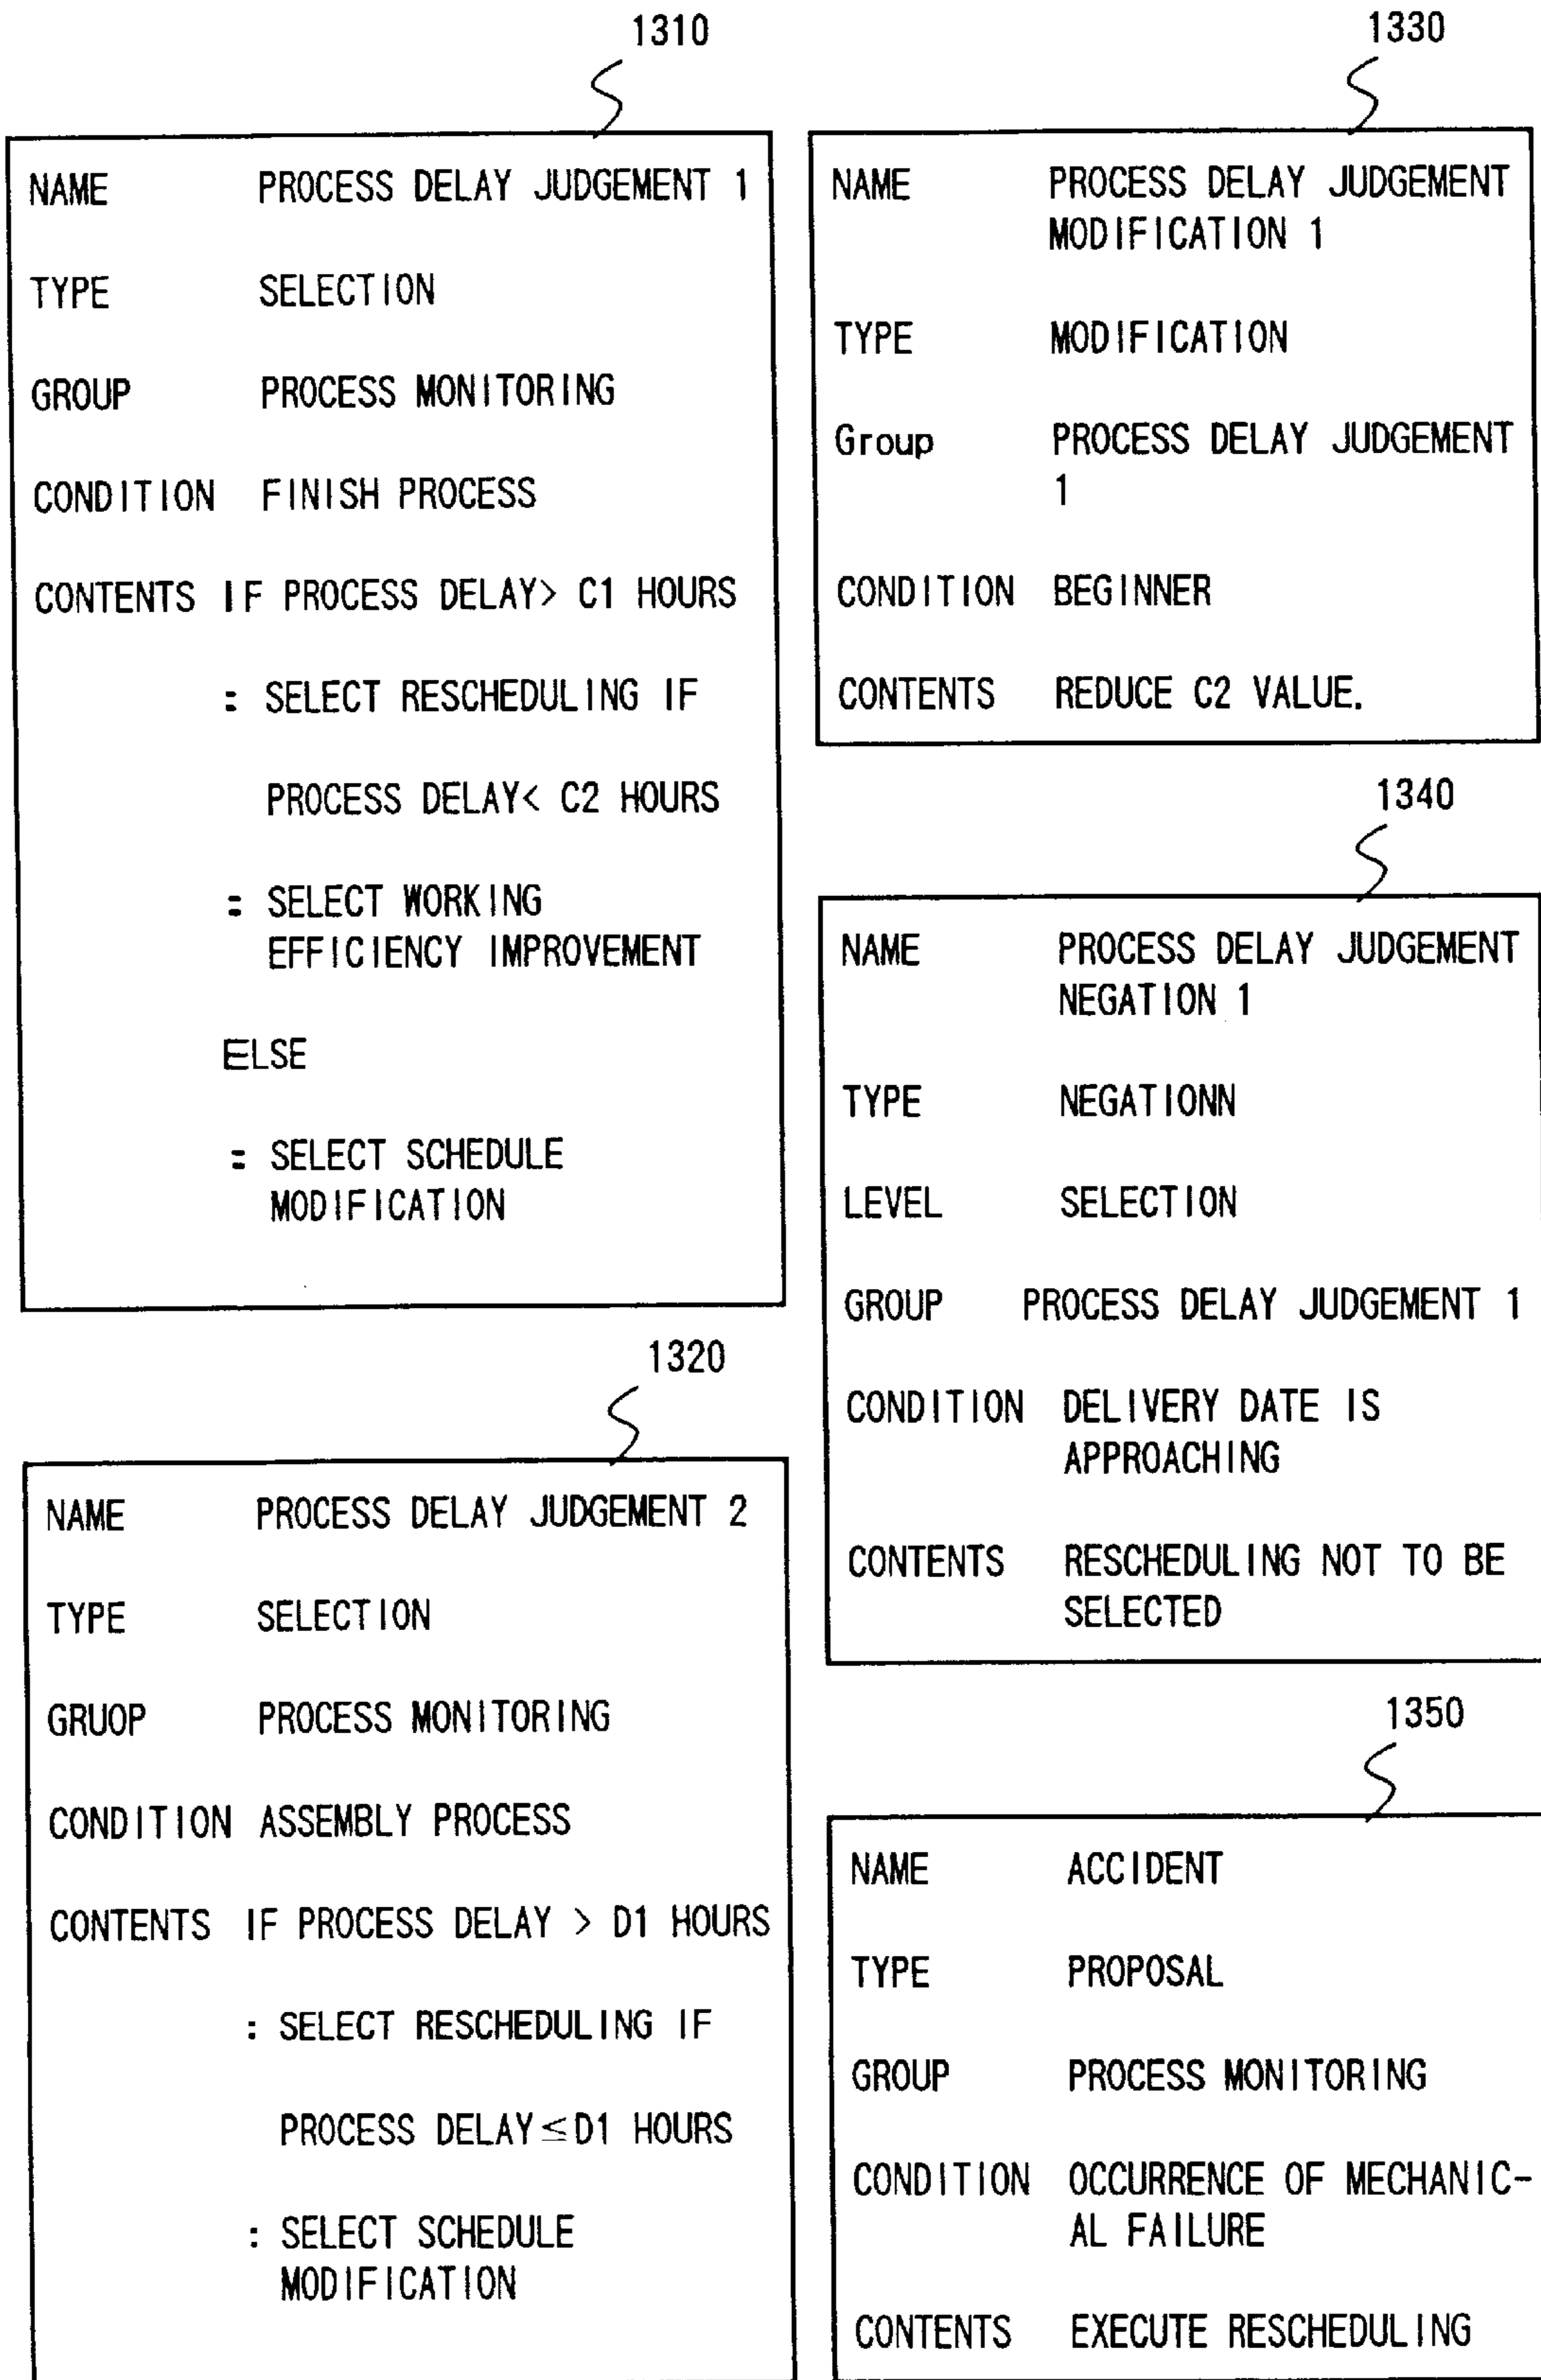 1310
NAME PROCESS DELAY JUDGEMENT 1
TYPE SELECTION
GROUP PROCESS MONITORING
CONDITION FINISH PROCESS
CONTENTS IF PROCESS DELAY> C1 HOURS
: SELECT RESCHEDULING IF
PROCESS DELAY< C2 HOURS
: SELECT WORKING
EFFICIENCY IMPROVEMENT
ELSE
: SELECT SCHEDULE
MODIFICATION
1320
NAME PROCESS DELAY JUDGEMENT 2
TYPE SELECTION
GRUOP PROCESS MONITORING
CONDITION ASSEMBLY PROCESS
CONTENTS IF PROCESS DELAY > D1 HOURS
: SELECT RESCHEDULING IF
PROCESS DELAY≤D1 HOURS
: SELECT SCHEDULE
MODIFICATION
1330
NAME PROCESS DELAY JUDGEMENT
MODIFICATION 1
TYPE MODIFICATION
Group PROCESS DELAY JUDGEMENT
1
CONDITION BEGINNER
CONTENTS REDUCE C2 VALUE.
1340
NAME PROCESS DELAY JUDGEMENT
NEGATION 1
TYPE NEGATIONN
LEVEL SELECTION
GROUP PROCESS DELAY JUDGEMENT 1
CONDITION DELIVERY DATE IS
APPROACHING
CONTENTS RESCHEDULING NOT TO BE
SELECTED
1350
NAME ACCIDENT
TYPE PROPOSAL
GROUP PROCESS MONITORING
CONDITION OCCURRENCE OF MECHANIC-
AL FAILURE
CONTENTS EXECUTE RESCHEDULING